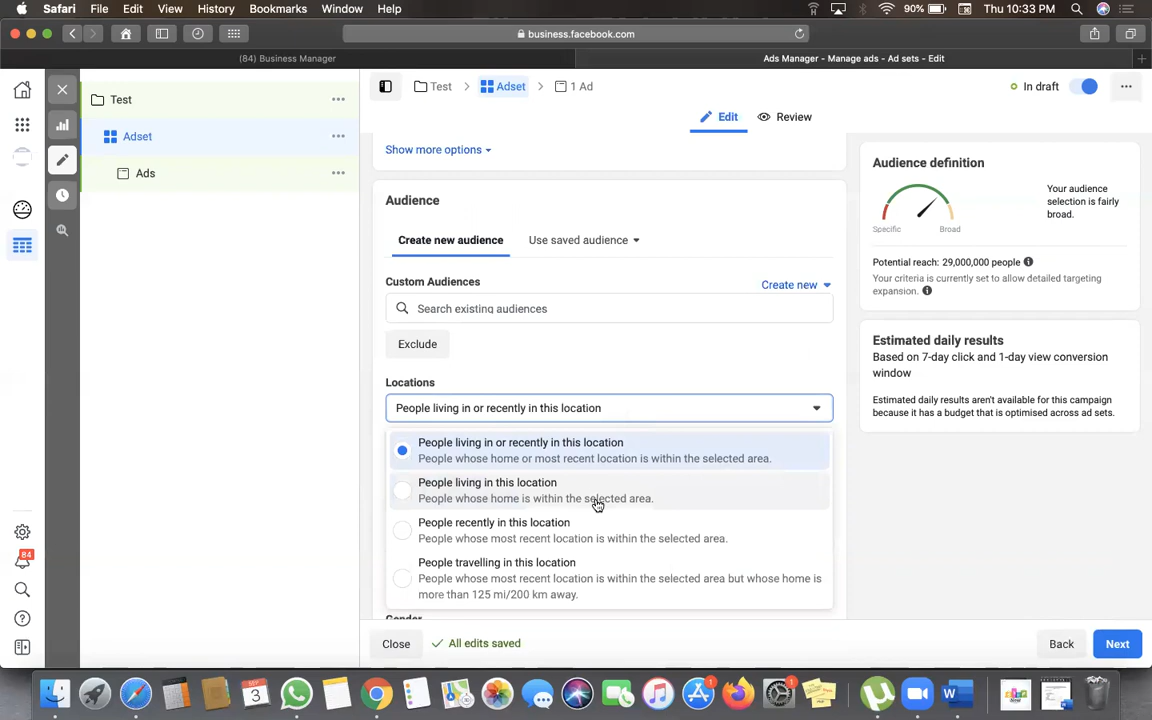 Safari File Edit View History Bookmarks Window Help
90% Thu 10:33 PM
business.facebook.com
(84) Business Manager
Ads Manager - Manage ads - Ad sets - Edit
Test
Adset
Ads
Test > Adset > 1 Ad
In draft
Edit
Review
Show more options
Audience
Create new audience
Use saved audience
Custom Audiences
Create new
Search existing audiences
Exclude
Locations
People living in or recently in this location
People living in or recently in this location
People whose home or most recent location is within the selected area.
People living in this location
People whose home is within the selected area.
People recently in this location
People whose most recent location is within the selected area.
People travelling in this location
People whose most recent location is within the selected area but whose home is
more than 125 mi/200 km away.
Gender
Close
All edits saved
Back
Next
Audience definition
Your audience
selection is fairly
broad.
Specific
Broad
Potential reach: 29,000,000 people
Your criteria is currently set to allow detailed targeting
expansion.
Estimated daily results
Based on 7-day click and 1-day view conversion
window
Estimated daily results aren't available for this campaign
because it has a budget that is optimised across ad sets.
84
SEP
3
1
W